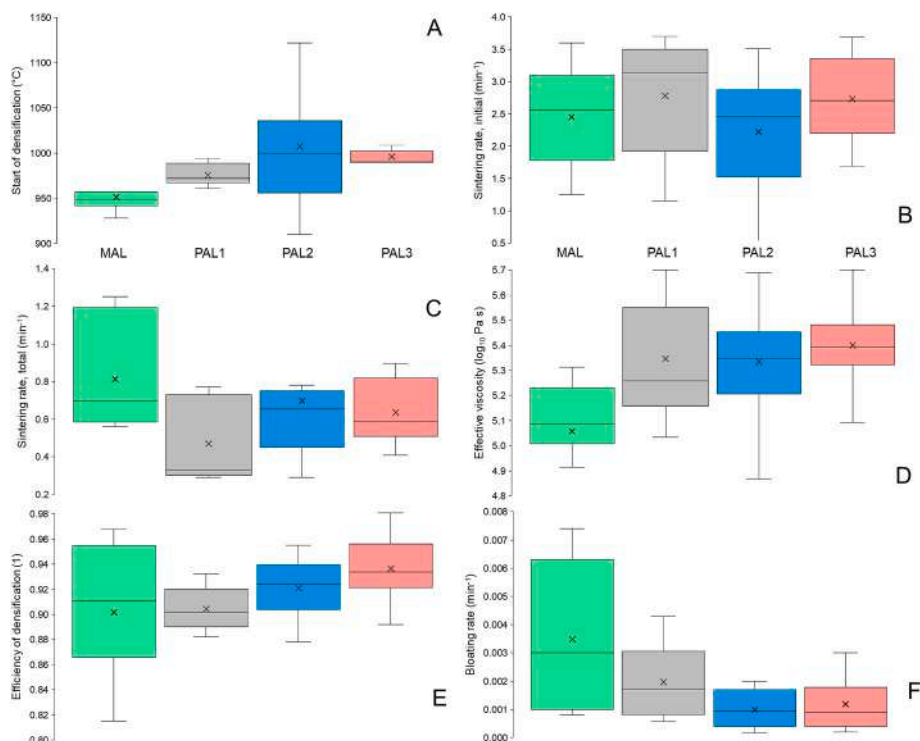 A
Start of densification (°C)
1150
1100
1050
1000
950
900
MAL
PAL1
PAL2
PAL3
B
Sintering rate, initial (min⁻¹)
4.0
3.5
3.0
2.5
2.0
1.5
1.0
0.5
MAL
PAL1
PAL2
PAL3
C
Sintering rate, total (min⁻¹)
1.4
1.2
1.0
0.8
0.6
0.4
0.2
D
Effective viscosity (log₁₀ Pa s)
5.7
5.6
5.5
5.4
5.3
5.2
5.1
5.0
4.9
4.8
E
Efficiency of densification (1)
0.98
0.96
0.94
0.92
0.90
0.88
0.86
0.84
0.82
0.80
F
Bloating rate (min⁻¹)
0.008
0.007
0.006
0.005
0.004
0.003
0.002
0.001
0.000